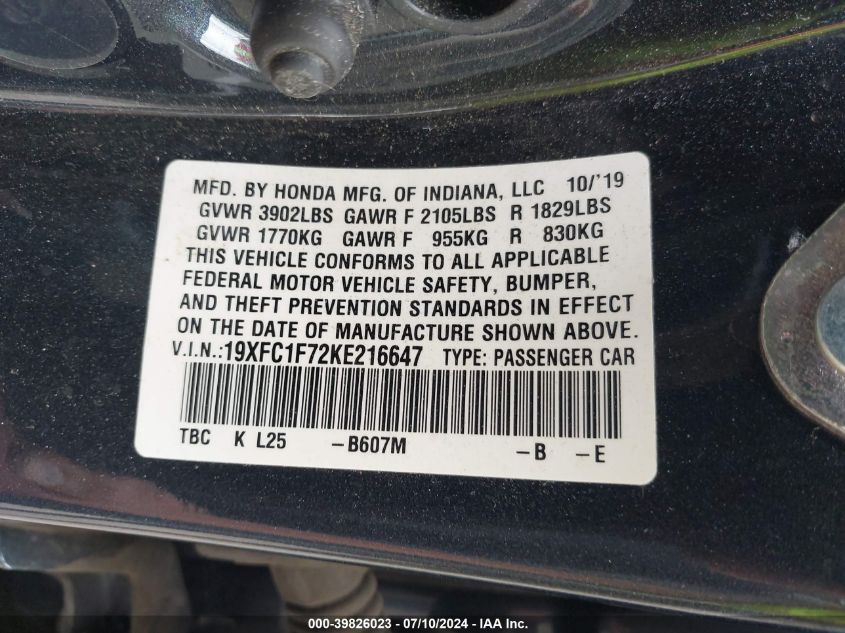 MFD. BY HONDA MFG. OF INDIANA, LLC 10/'19
GVWR 3902LBS GAWR F 2105LBS R 1829LBS
GVWR 1770KG GAWR F 955KG R 830KG
THIS VEHICLE CONFORMS TO ALL APPLICABLE
FEDERAL MOTOR VEHICLE SAFETY, BUMPER,
AND THEFT PREVENTION STANDARDS IN EFFECT
ON THE DATE OF MANUFACTURE SHOWN ABOVE.
V.I.N.:19XFC1F72KE216647 TYPE: PASSENGER CAR
TBC K L25 -B607M -B -E
000-39826023 - 07/10/2024 - IAA Inc.